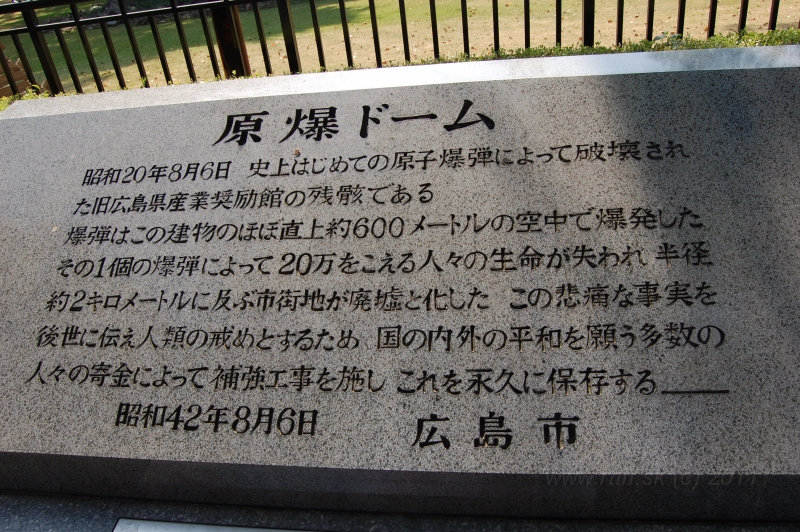 原爆ドーム
昭和20年8月6日 史上はじめての原子爆弾によって破壊され
た旧広島県産業奨励館の残骸である
爆弾はこの建物のほぼ直上約600メートルの空中で爆発した
その1個の爆弾によって20万をこえる人々の生命が失われ 半径
約2キロメートルに及ぶ市街地が廃墟と化した この悲痛な事実を
後世に伝え人類の戒めとするため 国の内外の平和を願う多数の
人々の寄金によって補強工事を施し これを永久に保存する
昭和42年8月6日 広島市